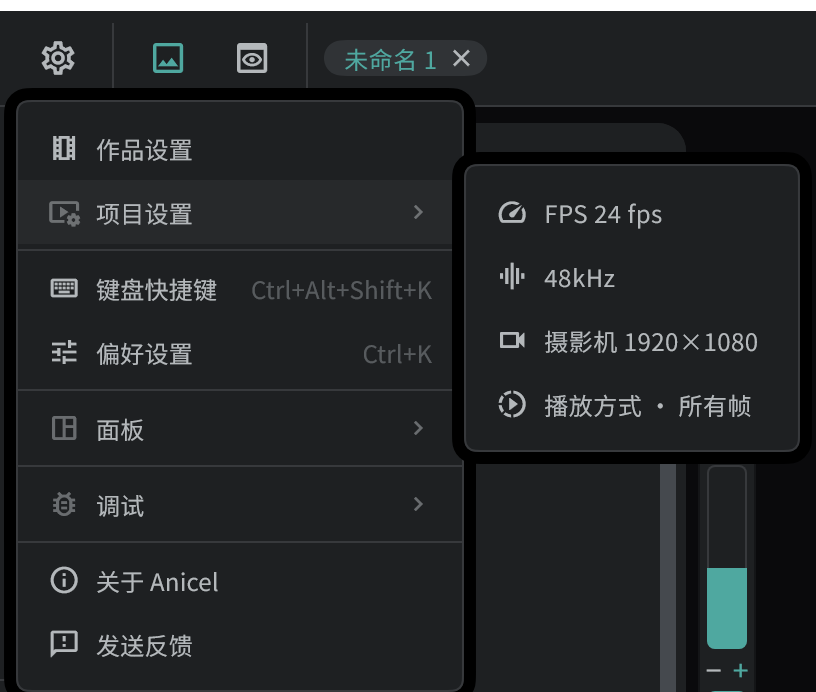 未命名 1
作品设置
项目设置
键盘快捷键 Ctrl+Alt+Shift+K
偏好设置 Ctrl+K
面板
调试
关于 Anicel
发送反馈
FPS 24 fps
48kHz
摄影机 1920×1080
播放方式 · 所有帧